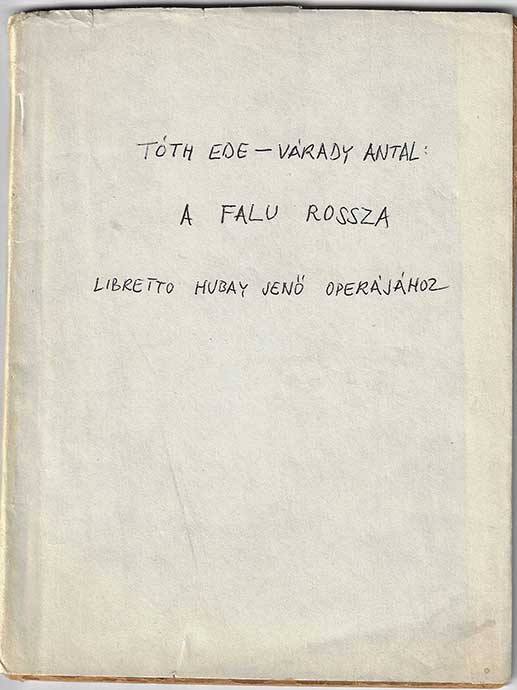 TÓTH EDE – VÁRADY ANTAL:
A FALU ROSSZA
LIBRETTO HUBAY JENŐ OPERÁJÁHOZ